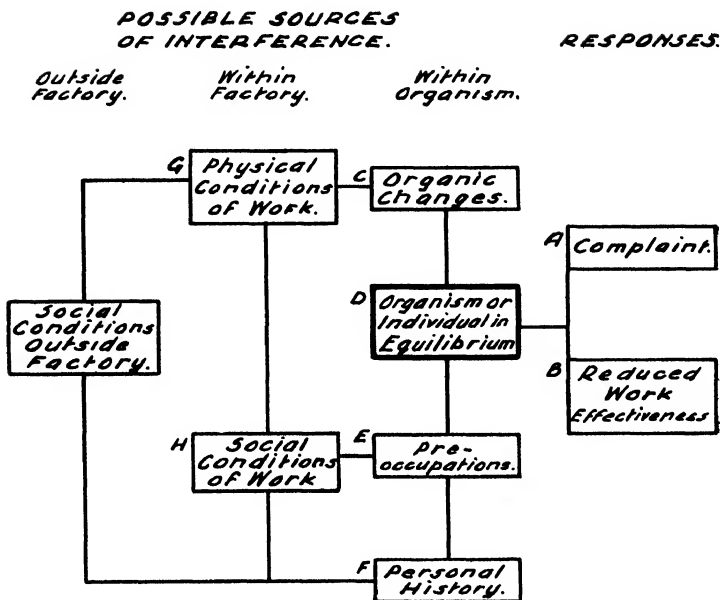 POSSIBLE SOURCES
OF INTERFERENCE.
RESPONSES.
Outside
Factory.
Within
Factory.
Within
Organism.
G
Physical
Conditions
of Work.
C
Organic
Changes.
A
Complaint.
Social
Conditions
Outside
Factory.
D
Organism or
Individual in
Equilibrium
B
Reduced
Work
Effectiveness
H
Social
Conditions
of Work
E
Pre-
occupations.
F
Personal
History.